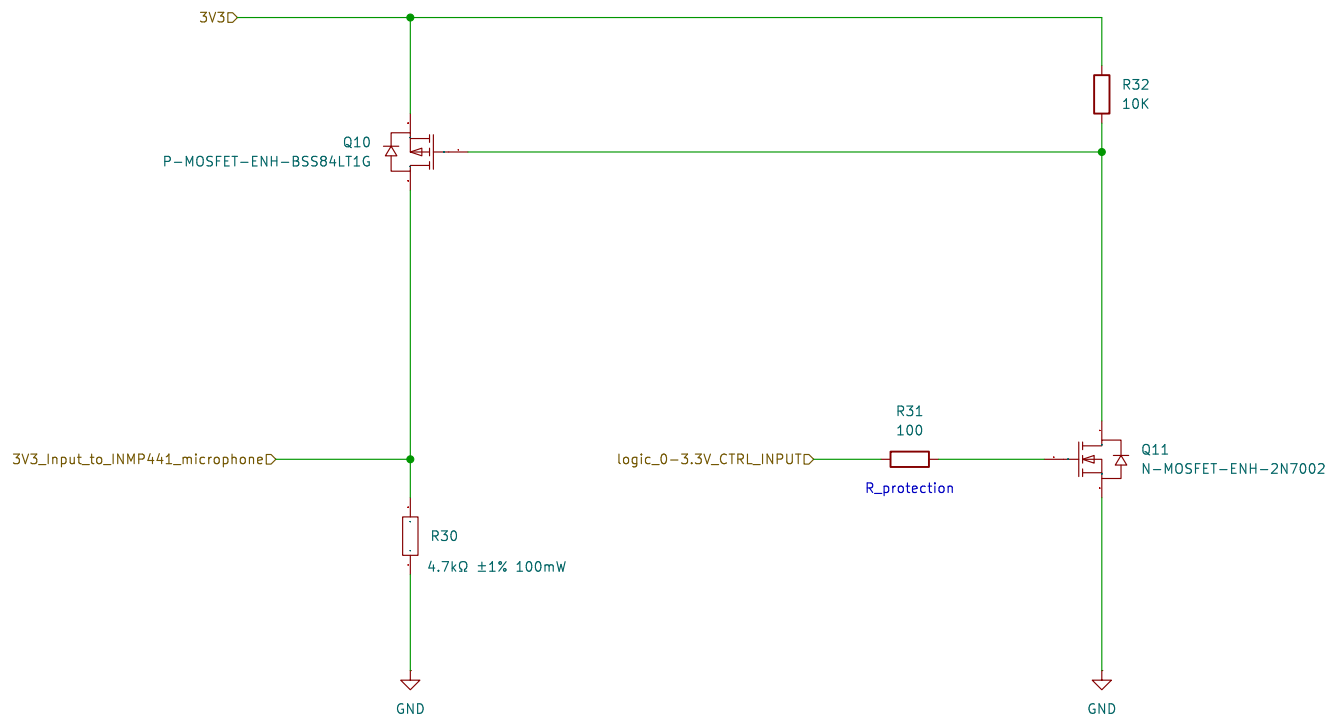 3V3
R32
10K
Q10
P-MOSFET-ENH-BSS84LT1G
R31
100
3V3_Input_to_INMP441_microphone
logic_0-3.3V_CTRL_INPUT
Q11
N-MOSFET-ENH-2N7002
R_protection
R30
4.7kΩ ±1% 100mW
GND
GND